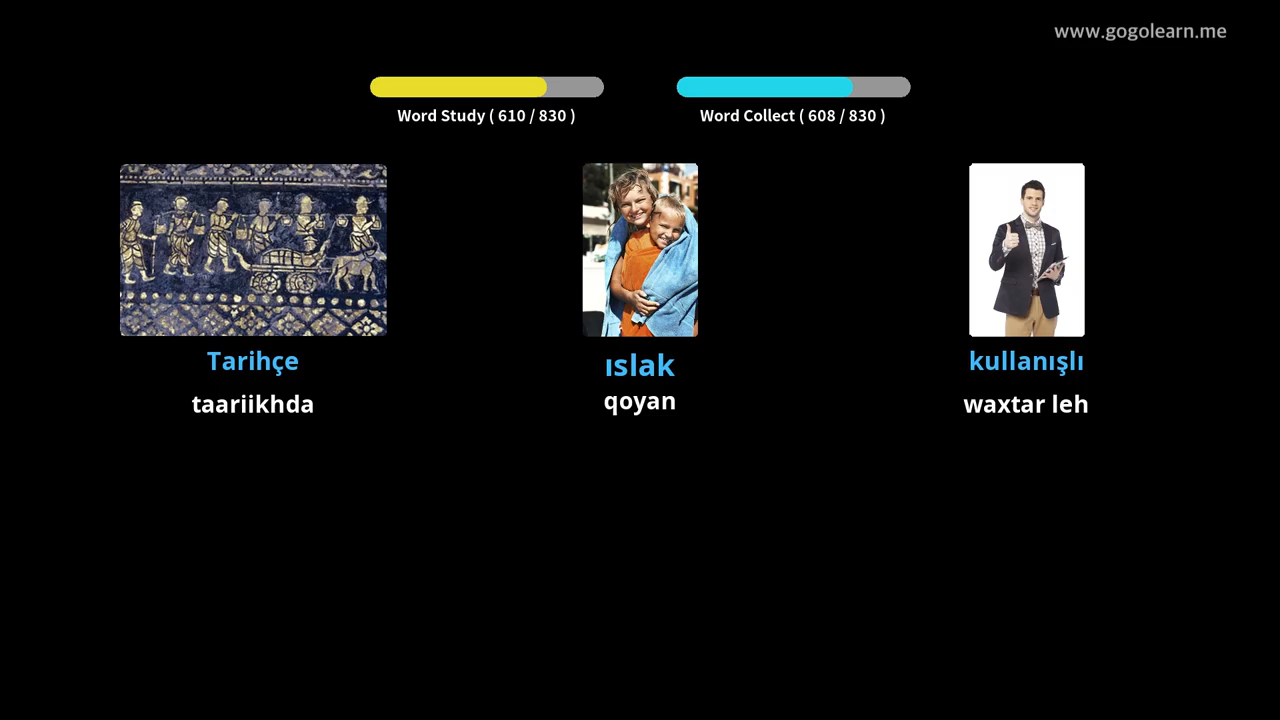 www.gogolearn.me
Word Study ( 610 / 830 )
Word Collect ( 608 / 830 )
Tarihçe
ıslak
kullanışlı
taariikhda
qoyan
waxtar leh